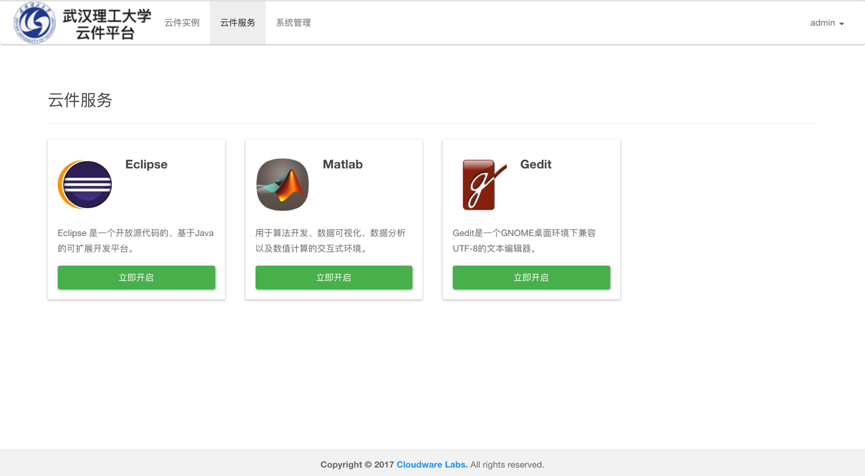 武汉理工大学
云件平台
云件实例
云件服务
系统管理
admin
云件服务
Eclipse
Eclipse 是一个开放源代码的、基于Java
的可扩展开发平台。
立即开启
Matlab
用于算法开发、数据可视化、数据分析
以及数值计算的交互式环境。
立即开启
Gedit
Gedit是一个GNOME桌面环境下兼容
UTF-8的文本编辑器。
立即开启
Copyright © 2017 Cloudware Labs. All rights reserved.